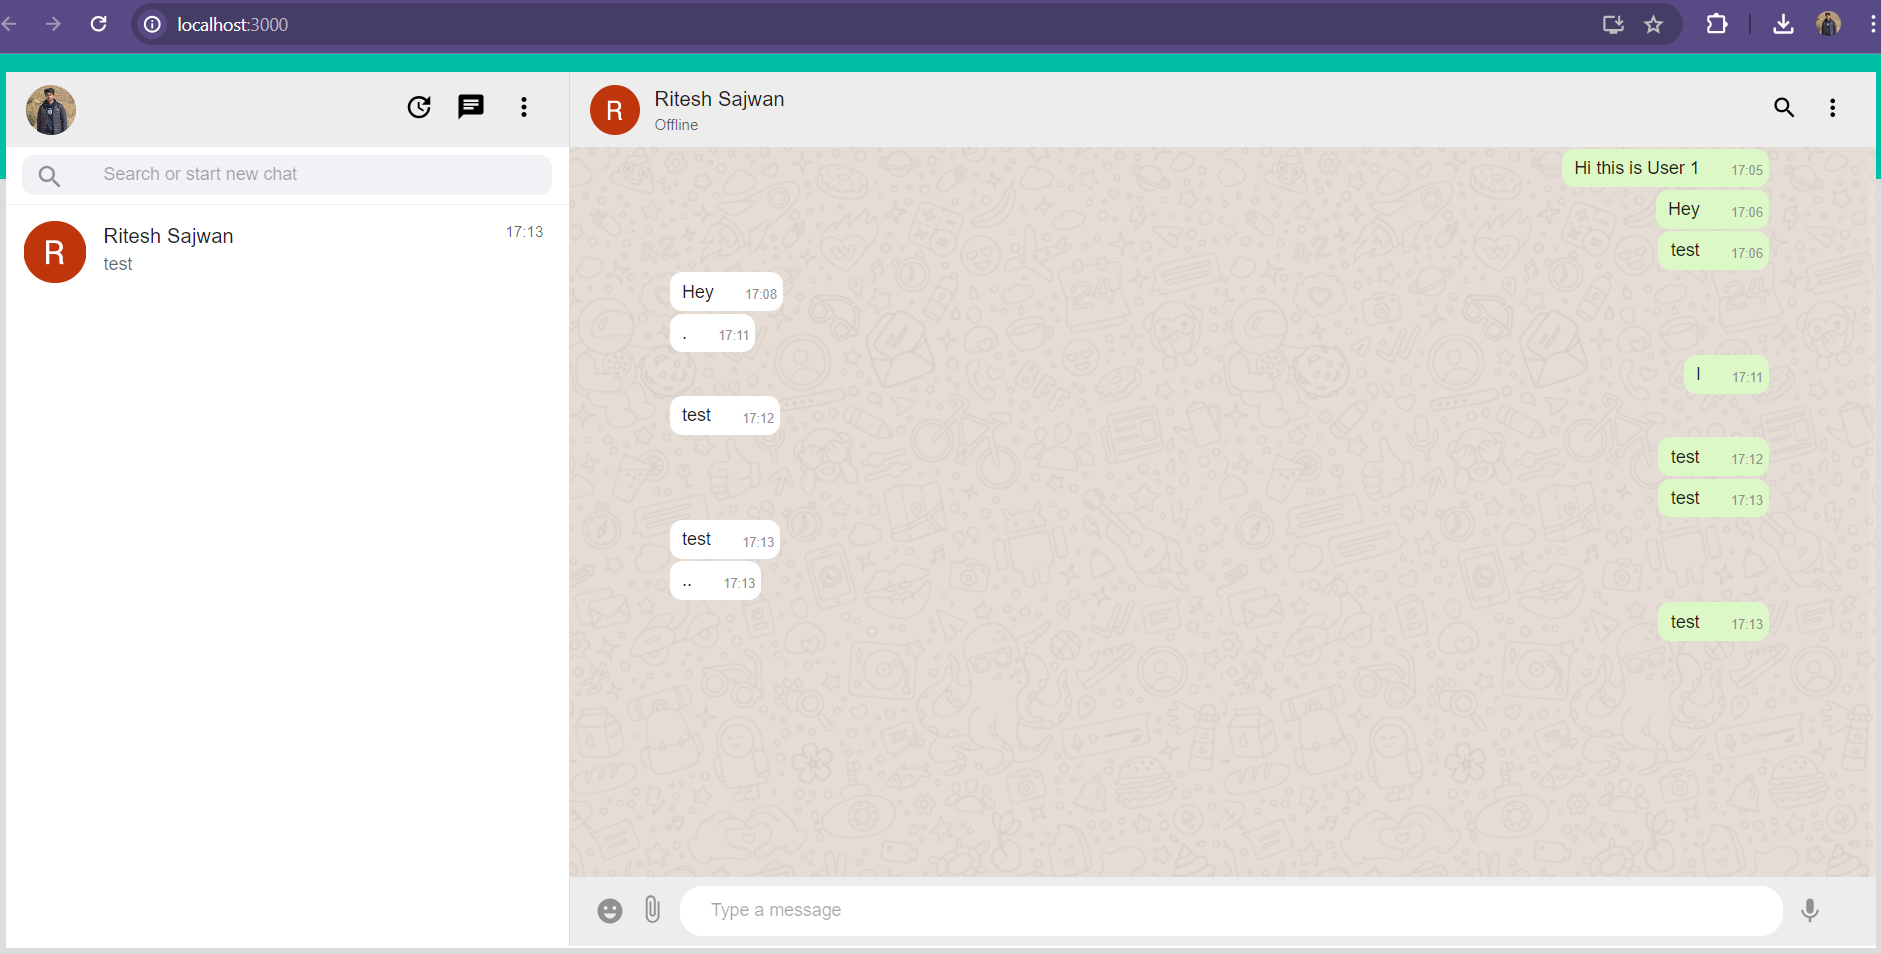 localhost:3000
Search or start new chat
R
Ritesh Sajwan
17:13
test
R
Ritesh Sajwan
Offline
Hi this is User 1 17:05
Hey 17:06
test 17:06
Hey 17:08
. 17:11
l 17:11
test 17:12
test 17:12
test 17:13
test 17:13
.. 17:13
test 17:13
24
24
Type a message